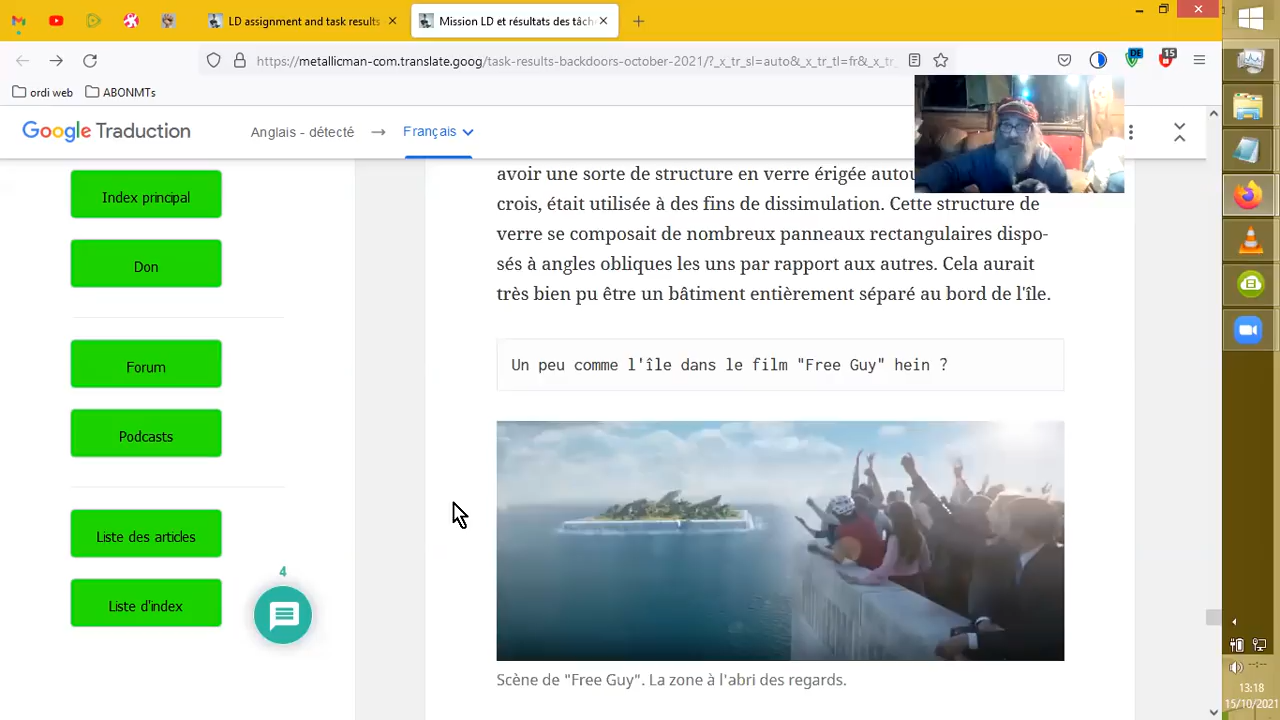 LD assignment and task results
Mission LD et résultats des tâch
https://metallicman-com.translate.goog/task-results-backdoors-october-2021/?_x_tr_sl=auto&_x_tr_tl=fr&_x_tr_
DE
15
ordi web
ABONMTs
Google Traduction
Anglais - détecté
Français
Index principal
Don
Forum
Podcasts
Liste des articles
Liste d'index
4
avoir une sorte de structure en verre érigée
crois, était utilisée à des fins de dissimulation. Cette structure de
verre se composait de nombreux panneaux rectangulaires dispo-
sés à angles obliques les uns par rapport aux autres. Cela aurait
très bien pu être un bâtiment entièrement séparé au bord de l'île.
Un peu comme l'île dans le film "Free Guy" hein ?
Scène de "Free Guy". La zone à l'abri des regards.
13:18
15/10/2021